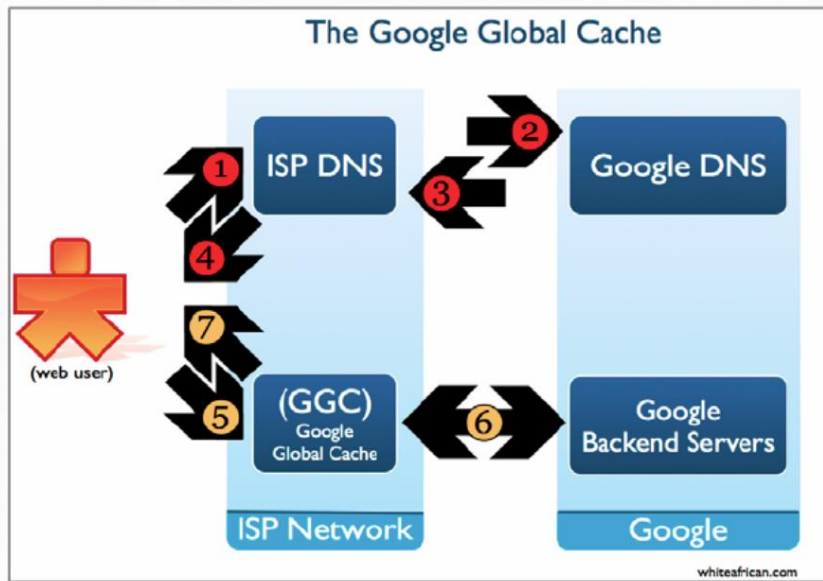 The Google Global Cache
1
ISP DNS
2
3
Google DNS
4
(web user)
7
5
(GGC)
Google
Global Cache
6
Google
Backend Servers
ISP Network
Google
whiteafrican.com